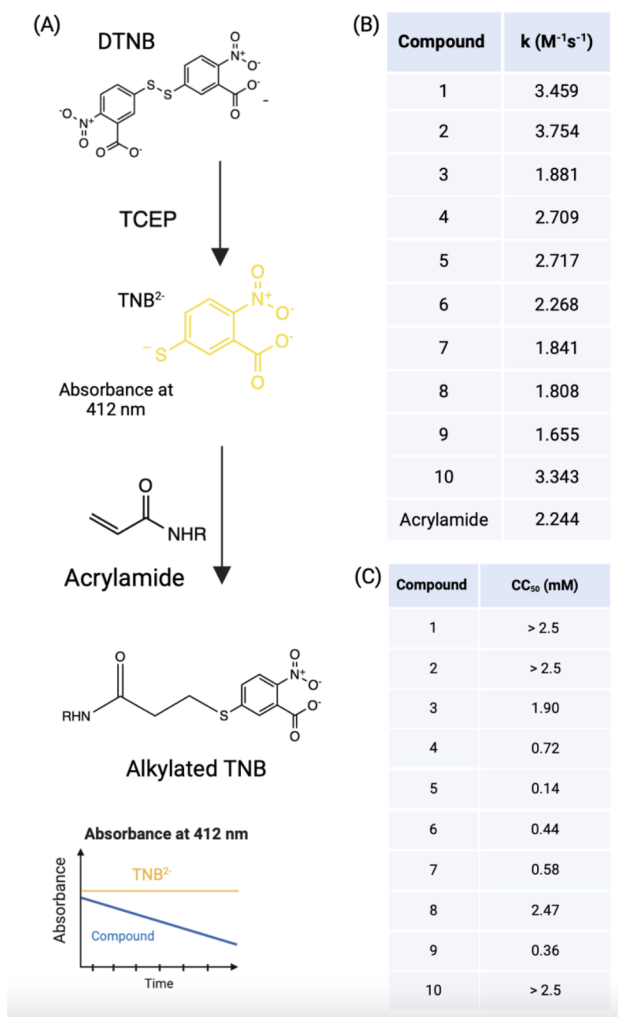 (A)
DTNB
O
N⁺
O⁻
S
S
O⁻
O
⁻O
N⁺
O
O
O⁻
-
TCEP
TNB²⁻
O
N⁺
O⁻
⁻S
O⁻
O
Absorbance at
412 nm
O
NHR
Acrylamide
O
RHN
S
O
N⁺
O⁻
O⁻
O
Alkylated TNB
Absorbance at 412 nm
Absorbance
TNB²⁻
Compound
Time
(B)
Compound k (M⁻¹s⁻¹)
1 3.459
2 3.754
3 1.881
4 2.709
5 2.717
6 2.268
7 1.841
8 1.808
9 1.655
10 3.343
Acrylamide 2.244
(C)
Compound CC₅₀ (mM)
1 > 2.5
2 > 2.5
3 1.90
4 0.72
5 0.14
6 0.44
7 0.58
8 2.47
9 0.36
10 > 2.5